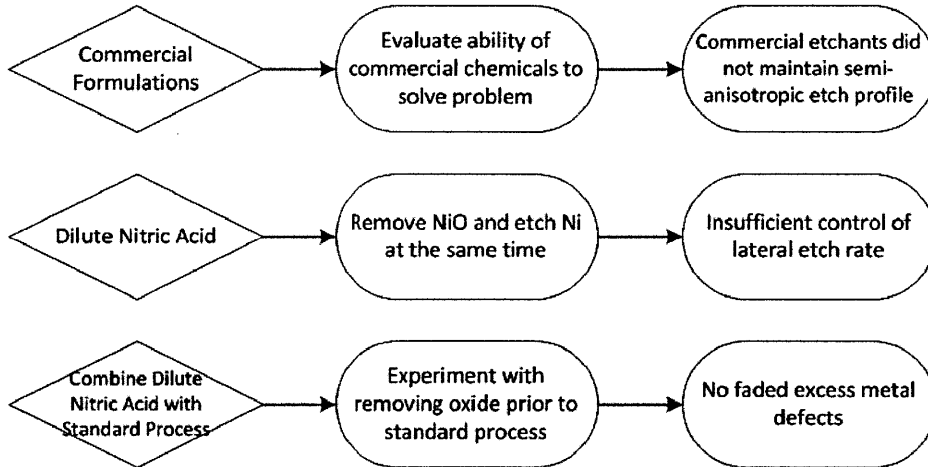 Commercial
Formulations
Evaluate ability of
commercial chemicals to
solve problem
Commercial etchants did
not maintain semi-
anisotropic etch profile
Dilute Nitric Acid
Remove NiO and etch Ni
at the same time
Insufficient control of
lateral etch rate
Combine Dilute
Nitric Acid with
Standard Process
Experiment with
removing oxide prior to
standard process
No faded excess metal
defects